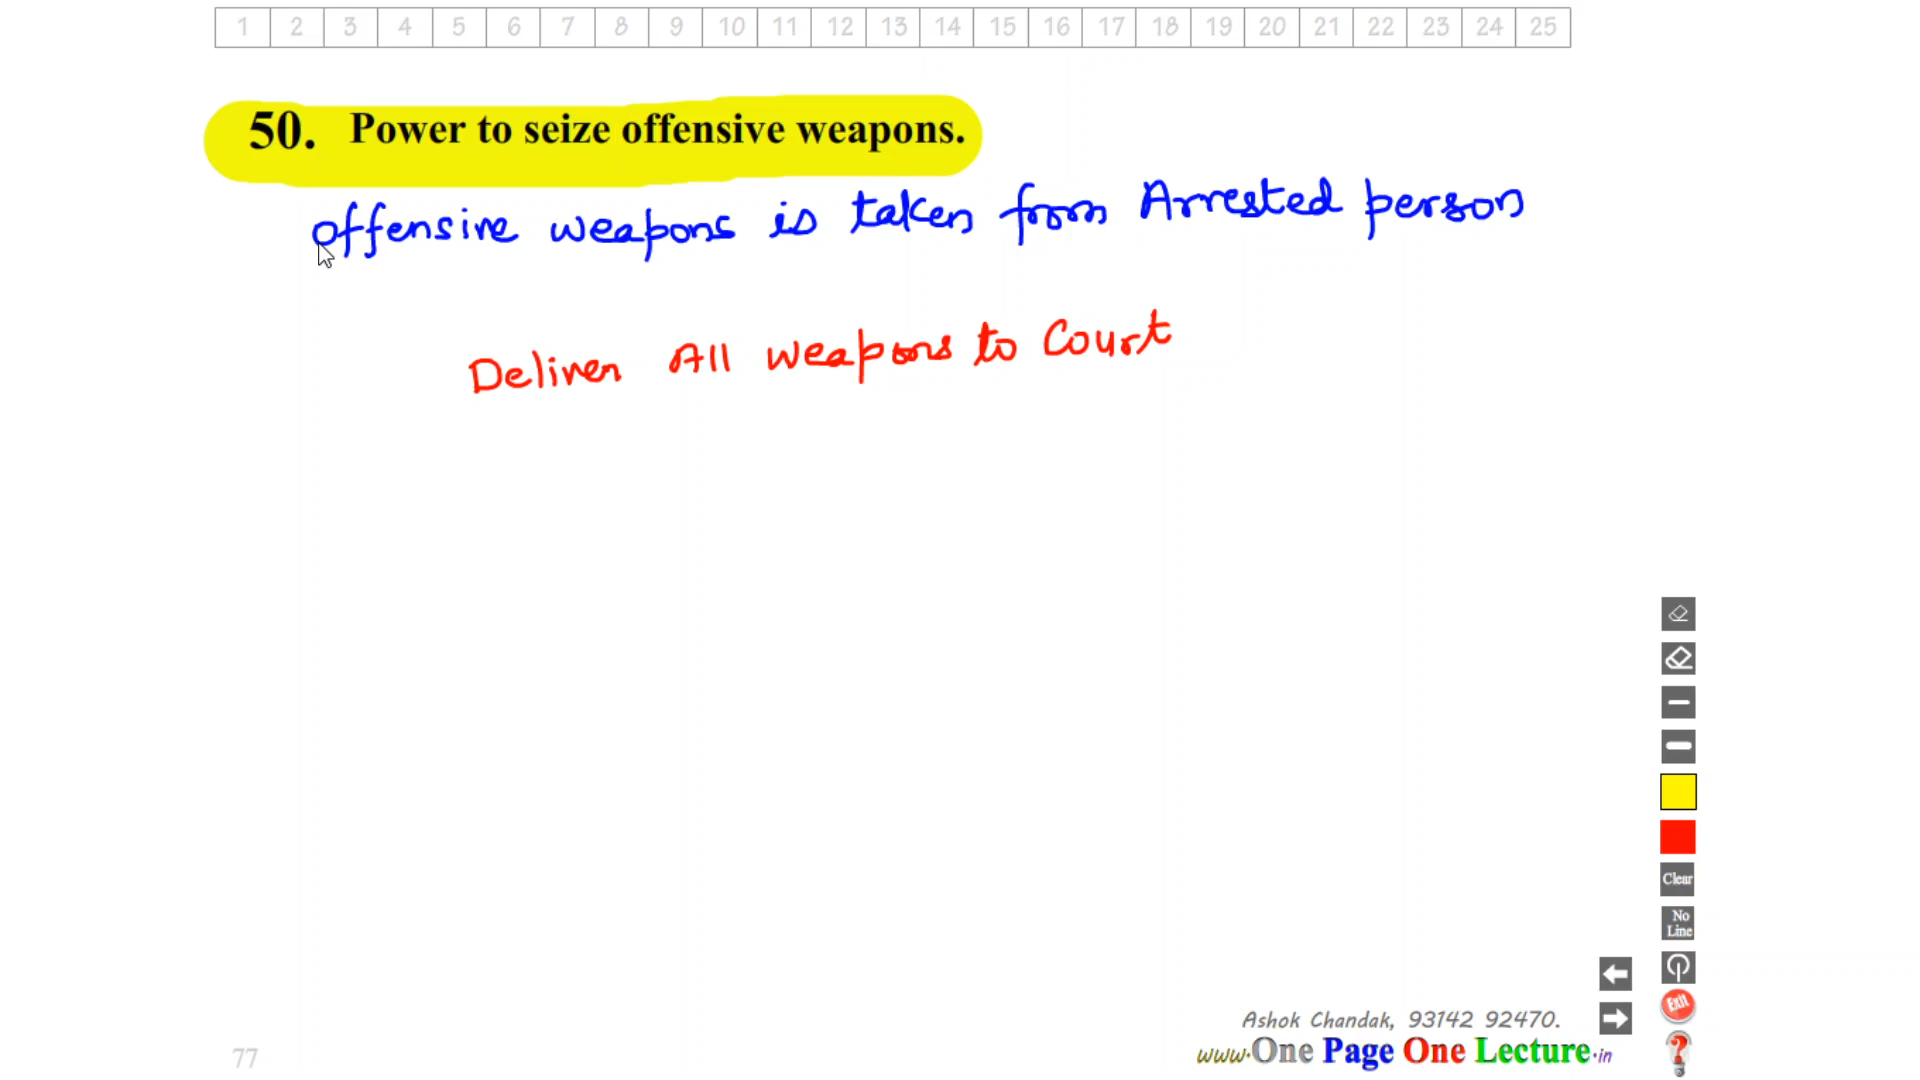 1 2 3 4 5 6 7 8 9 10 11 12 13 14 15 16 17 18 19 20 21 22 23 24 25
50. Power to seize offensive weapons.
offensive weapons is taken from Arrested person
Deliver All weapons to Court
Clear
No
Line
Exit
Ashok Chandak, 93142 92470.
www.One Page One Lecture.in
77